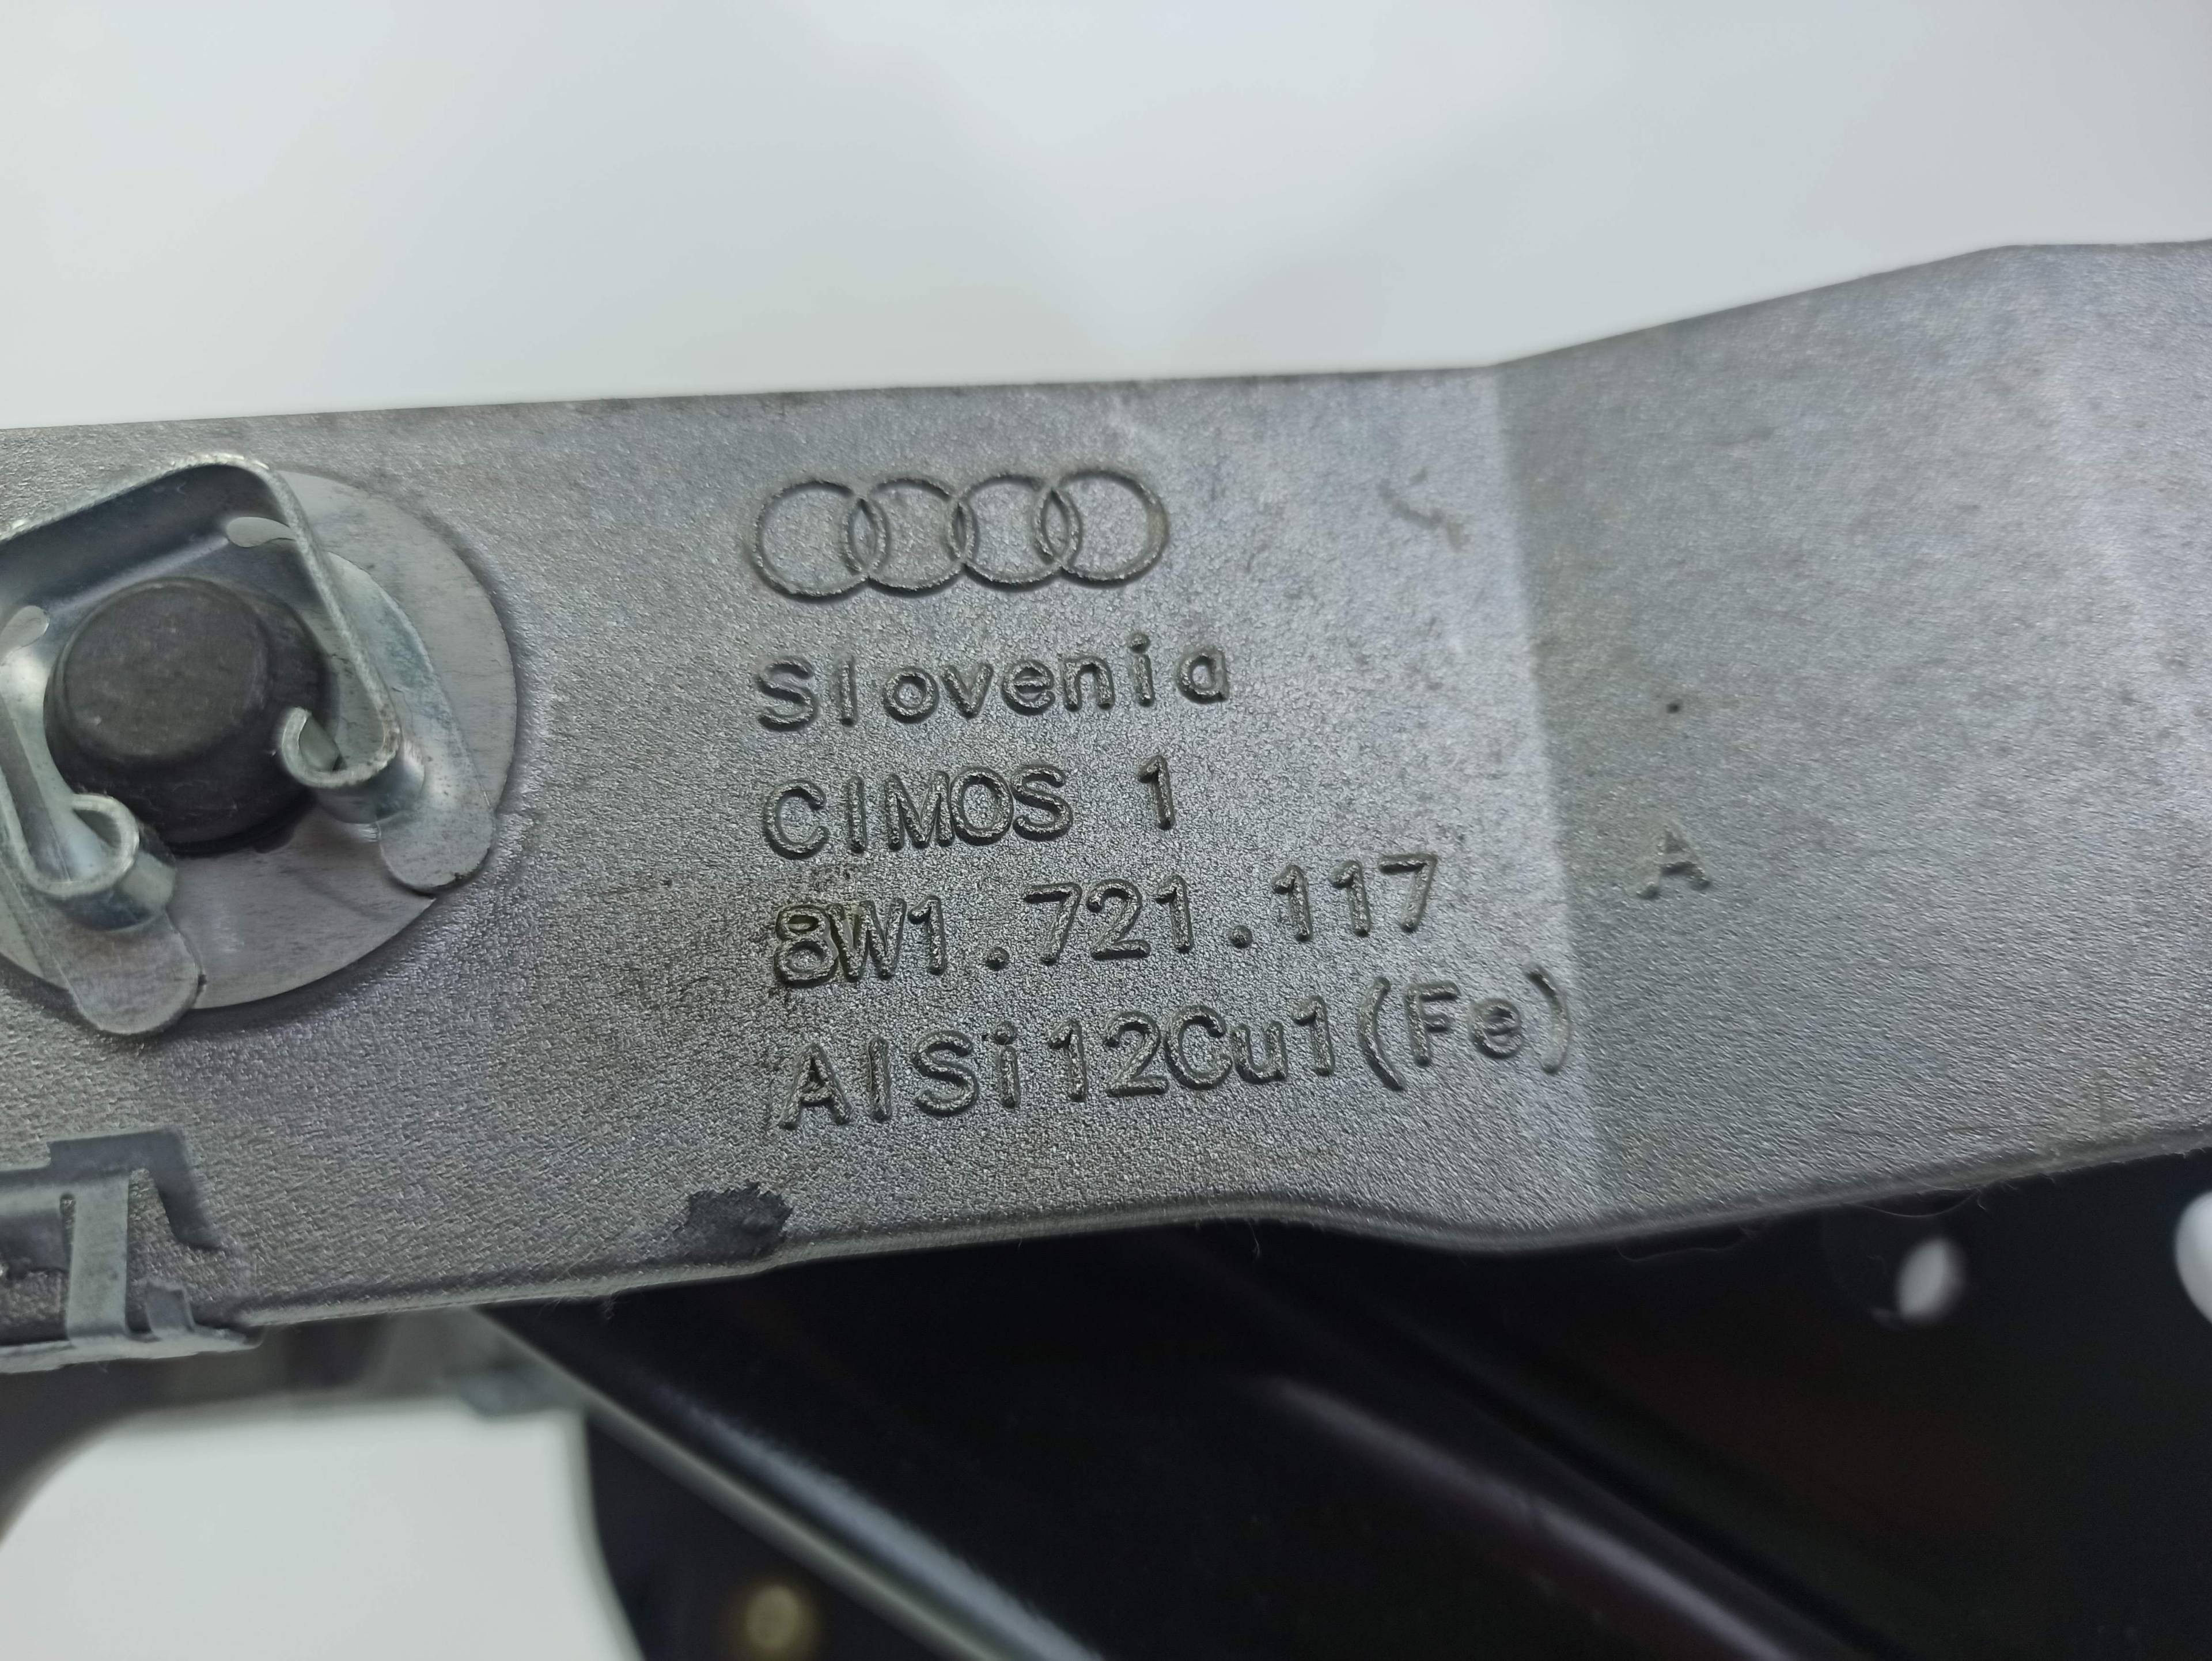 Slovenia
CIMOS 1
8W1.721.117 A
AlSi12Cu1(Fe)